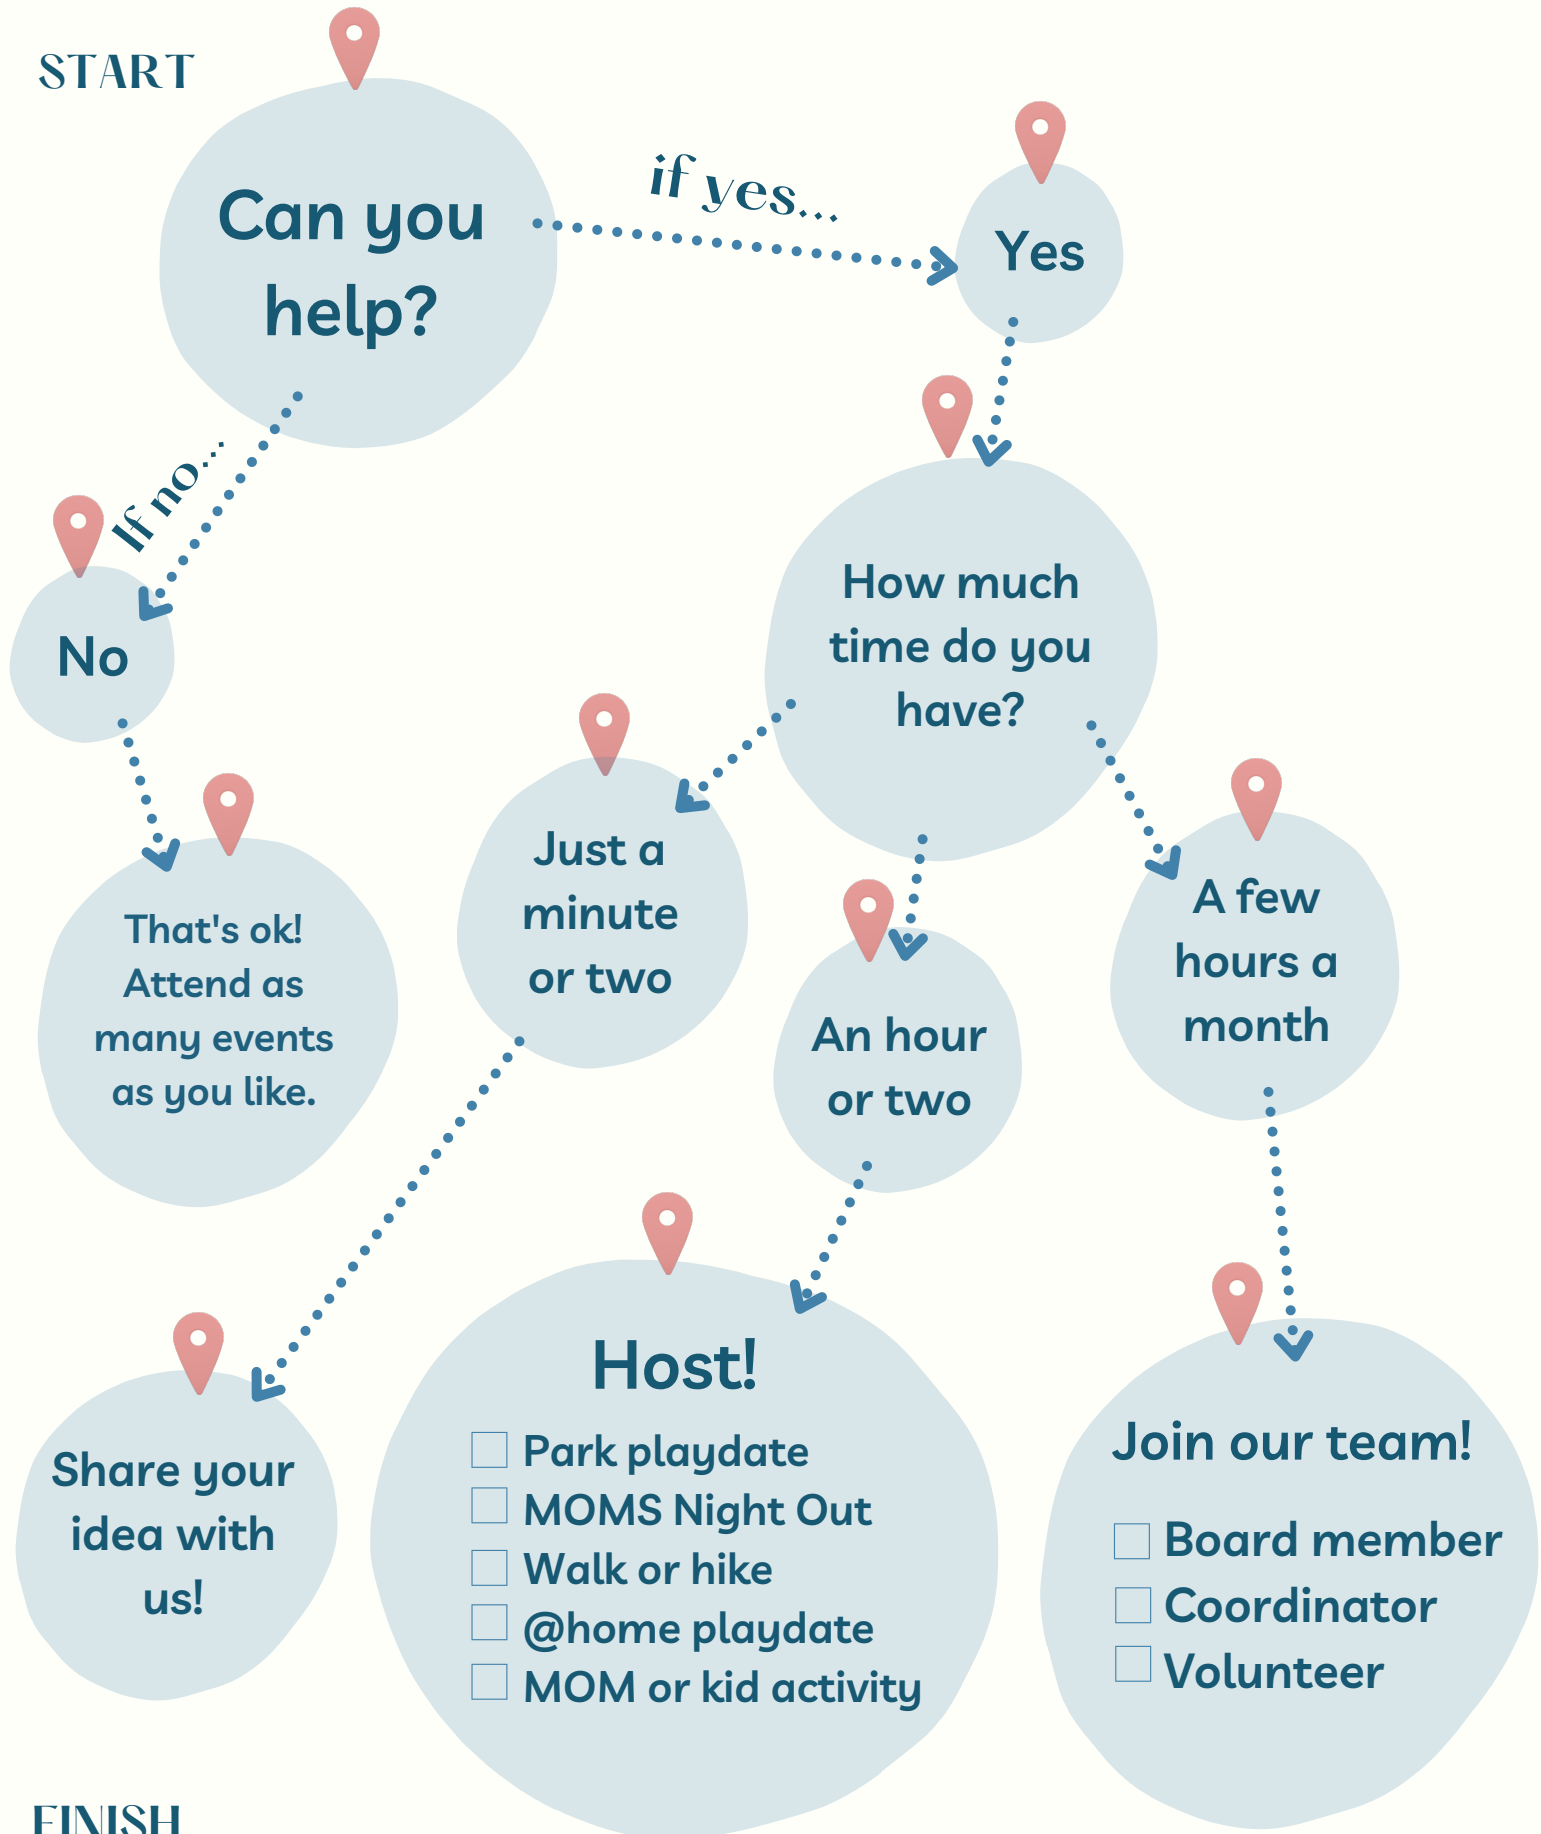 START
Can you
help?
if yes...
Yes
If no...
No
How much
time do you
have?
That's ok!
Attend as
many events
as you like.
Just a
minute
or two
An hour
or two
A few
hours a
month
Share your
idea with
us!
Host!
Park playdate
MOMS Night Out
Walk or hike
@home playdate
MOM or kid activity
Join our team!
Board member
Coordinator
Volunteer
FINISH